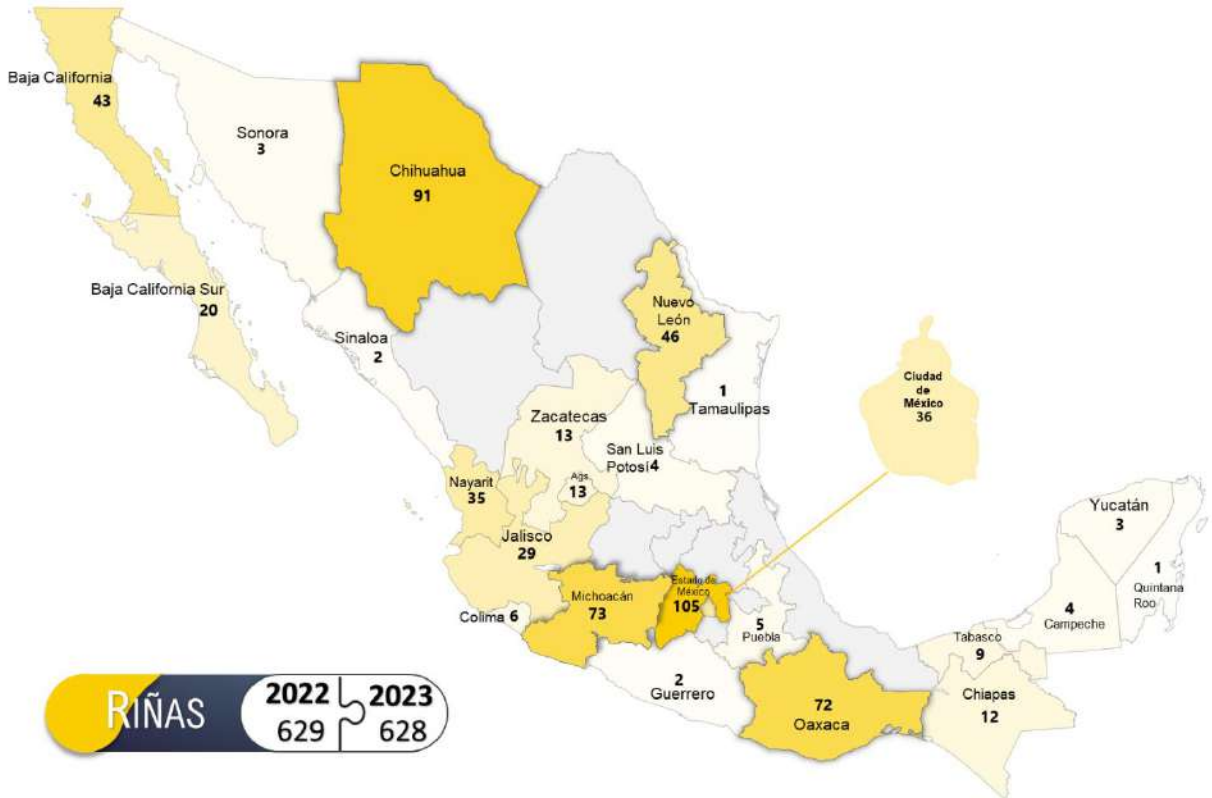 Baja California
43
Sonora
3
Chihuahua
91
Baja California Sur
20
Sinaloa
2
Nuevo
León
46
1
Tamaulipas
Ciudad
de
México
36
Zacatecas
13
San Luis
Potosí 4
Ags.
13
Nayarit
35
Jalisco
29
Yucatán
3
1
Quintana
Roo
4
Campeche
Estado de
México
105
Michoacán
73
Colima 6
5
Puebla
Tabasco
9
2
Guerrero
72
Oaxaca
Chiapas
12
RIÑAS
2022 2023
629 628